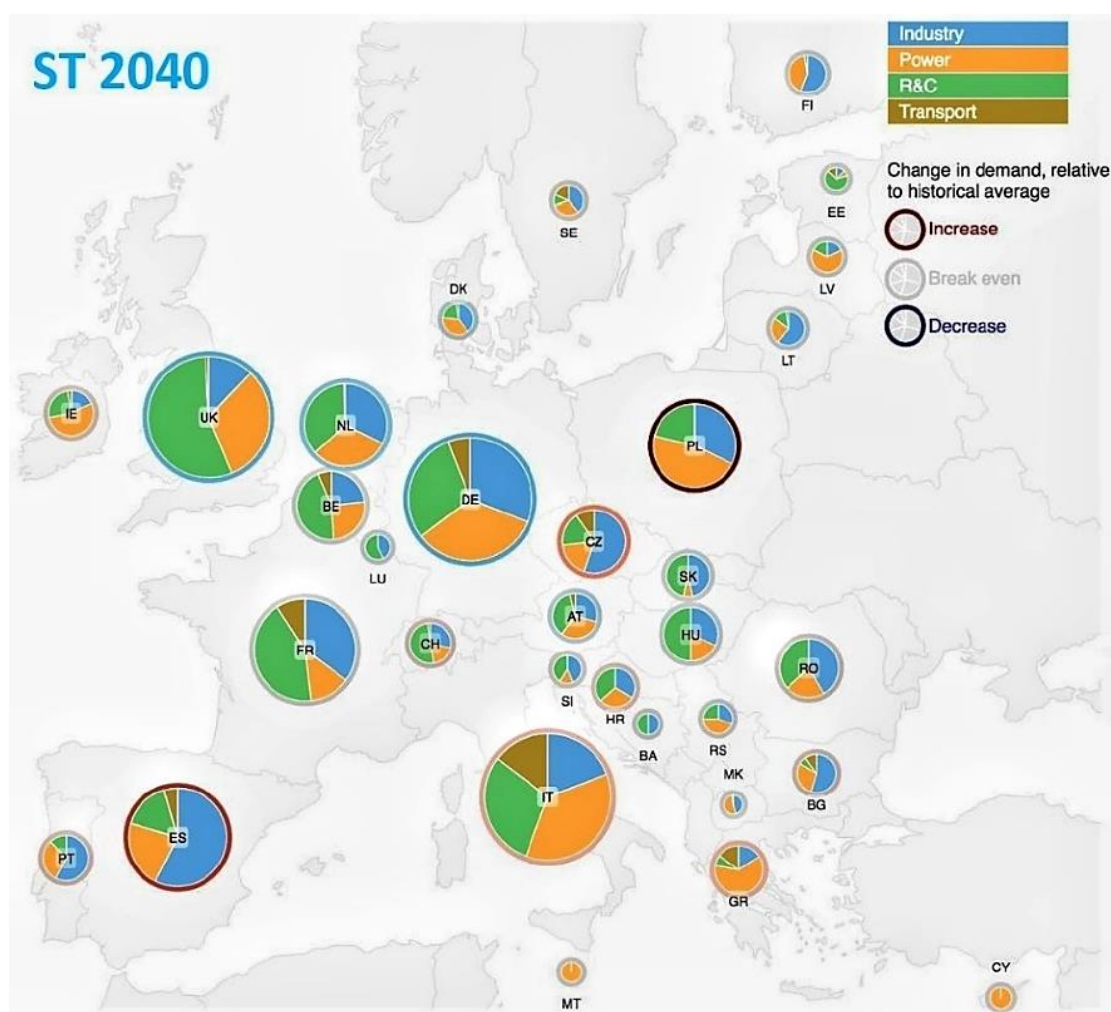 ST 2040
Industry
Power
R&C
Transport
Change in demand, relative
to historical average
Increase
Break even
Decrease
FI
EE
SE
LV
DK
LT
IE
UK
NL
PL
BE
DE
CZ
LU
SK
AT
HU
FR
CH
RO
SI
HR
BA
RS
MK
BG
IT
ES
PT
GR
MT
CY